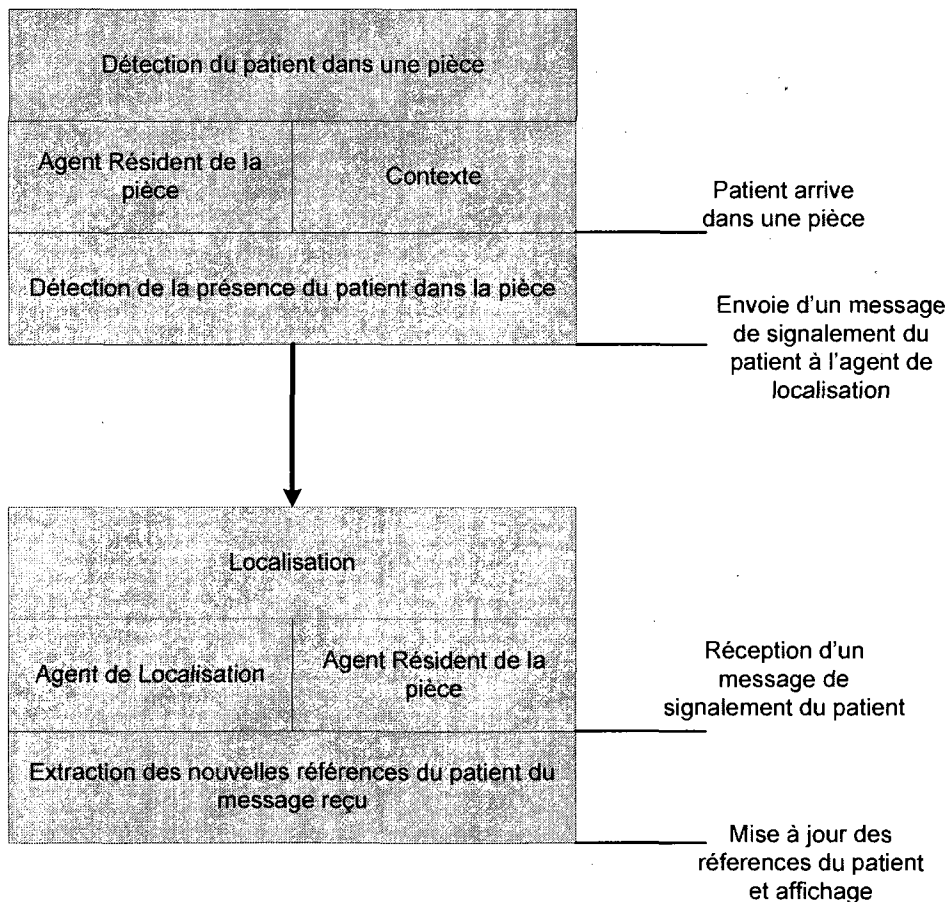 Détection du patient dans une pièce
Agent Résident de la
pièce
Contexte
Patient arrive
dans une pièce
Détection de la présence du patient dans la pièce
Envoie d'un message
de signalement du
patient à l'agent de
localisation
Localisation
Agent de Localisation
Agent Résident de la
pièce
Réception d'un
message de
signalement du patient
Extraction des nouvelles références du patient du
message reçu
Mise à jour des
réferences du patient
et affichage